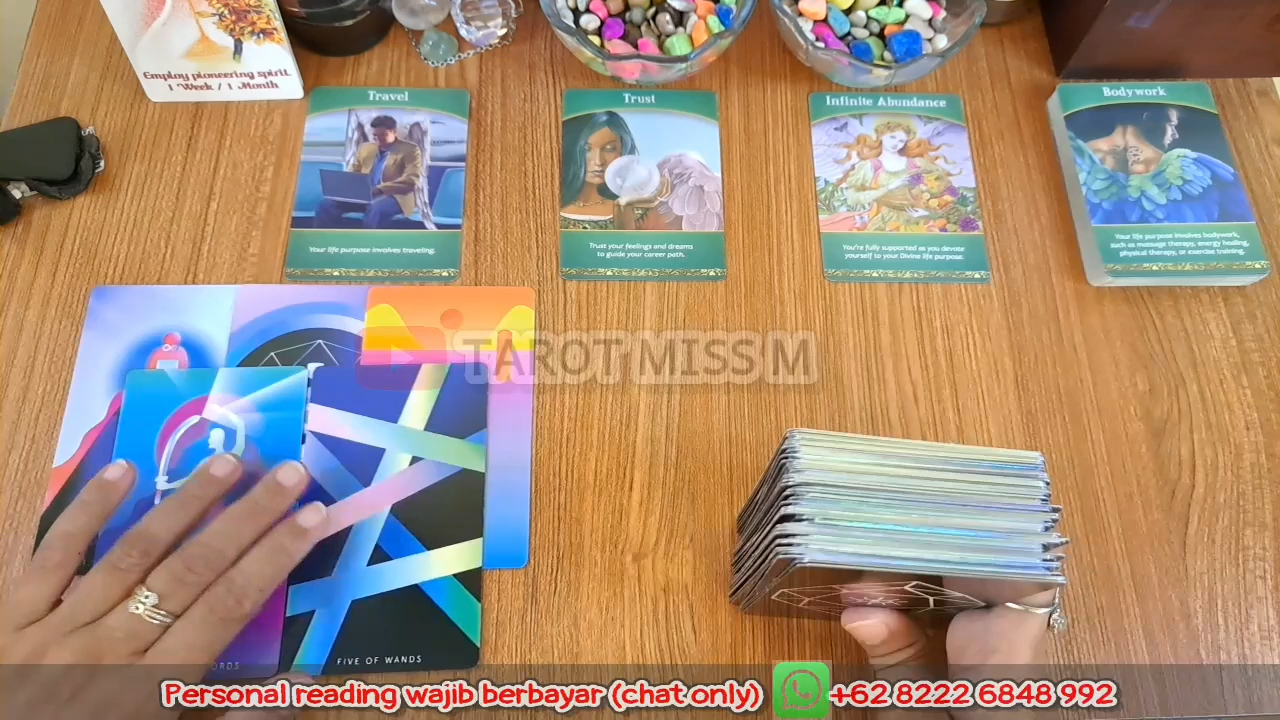 Employ pioneering spirit.
1 Week / 1 Month
Travel
Your life purpose involves traveling.
Trust
Trust your feelings and dreams
to guide your career path.
Infinite Abundance
You're fully supported as you devote
yourself to your Divine life purpose.
Bodywork
Your life purpose involves bodywork,
such as massage therapy, energy healing,
physical therapy, or exercise training.
TAROT MISS M
FIVE OF WANDS
Personal reading wajib berbayar (chat only) +62 8222 6848 992